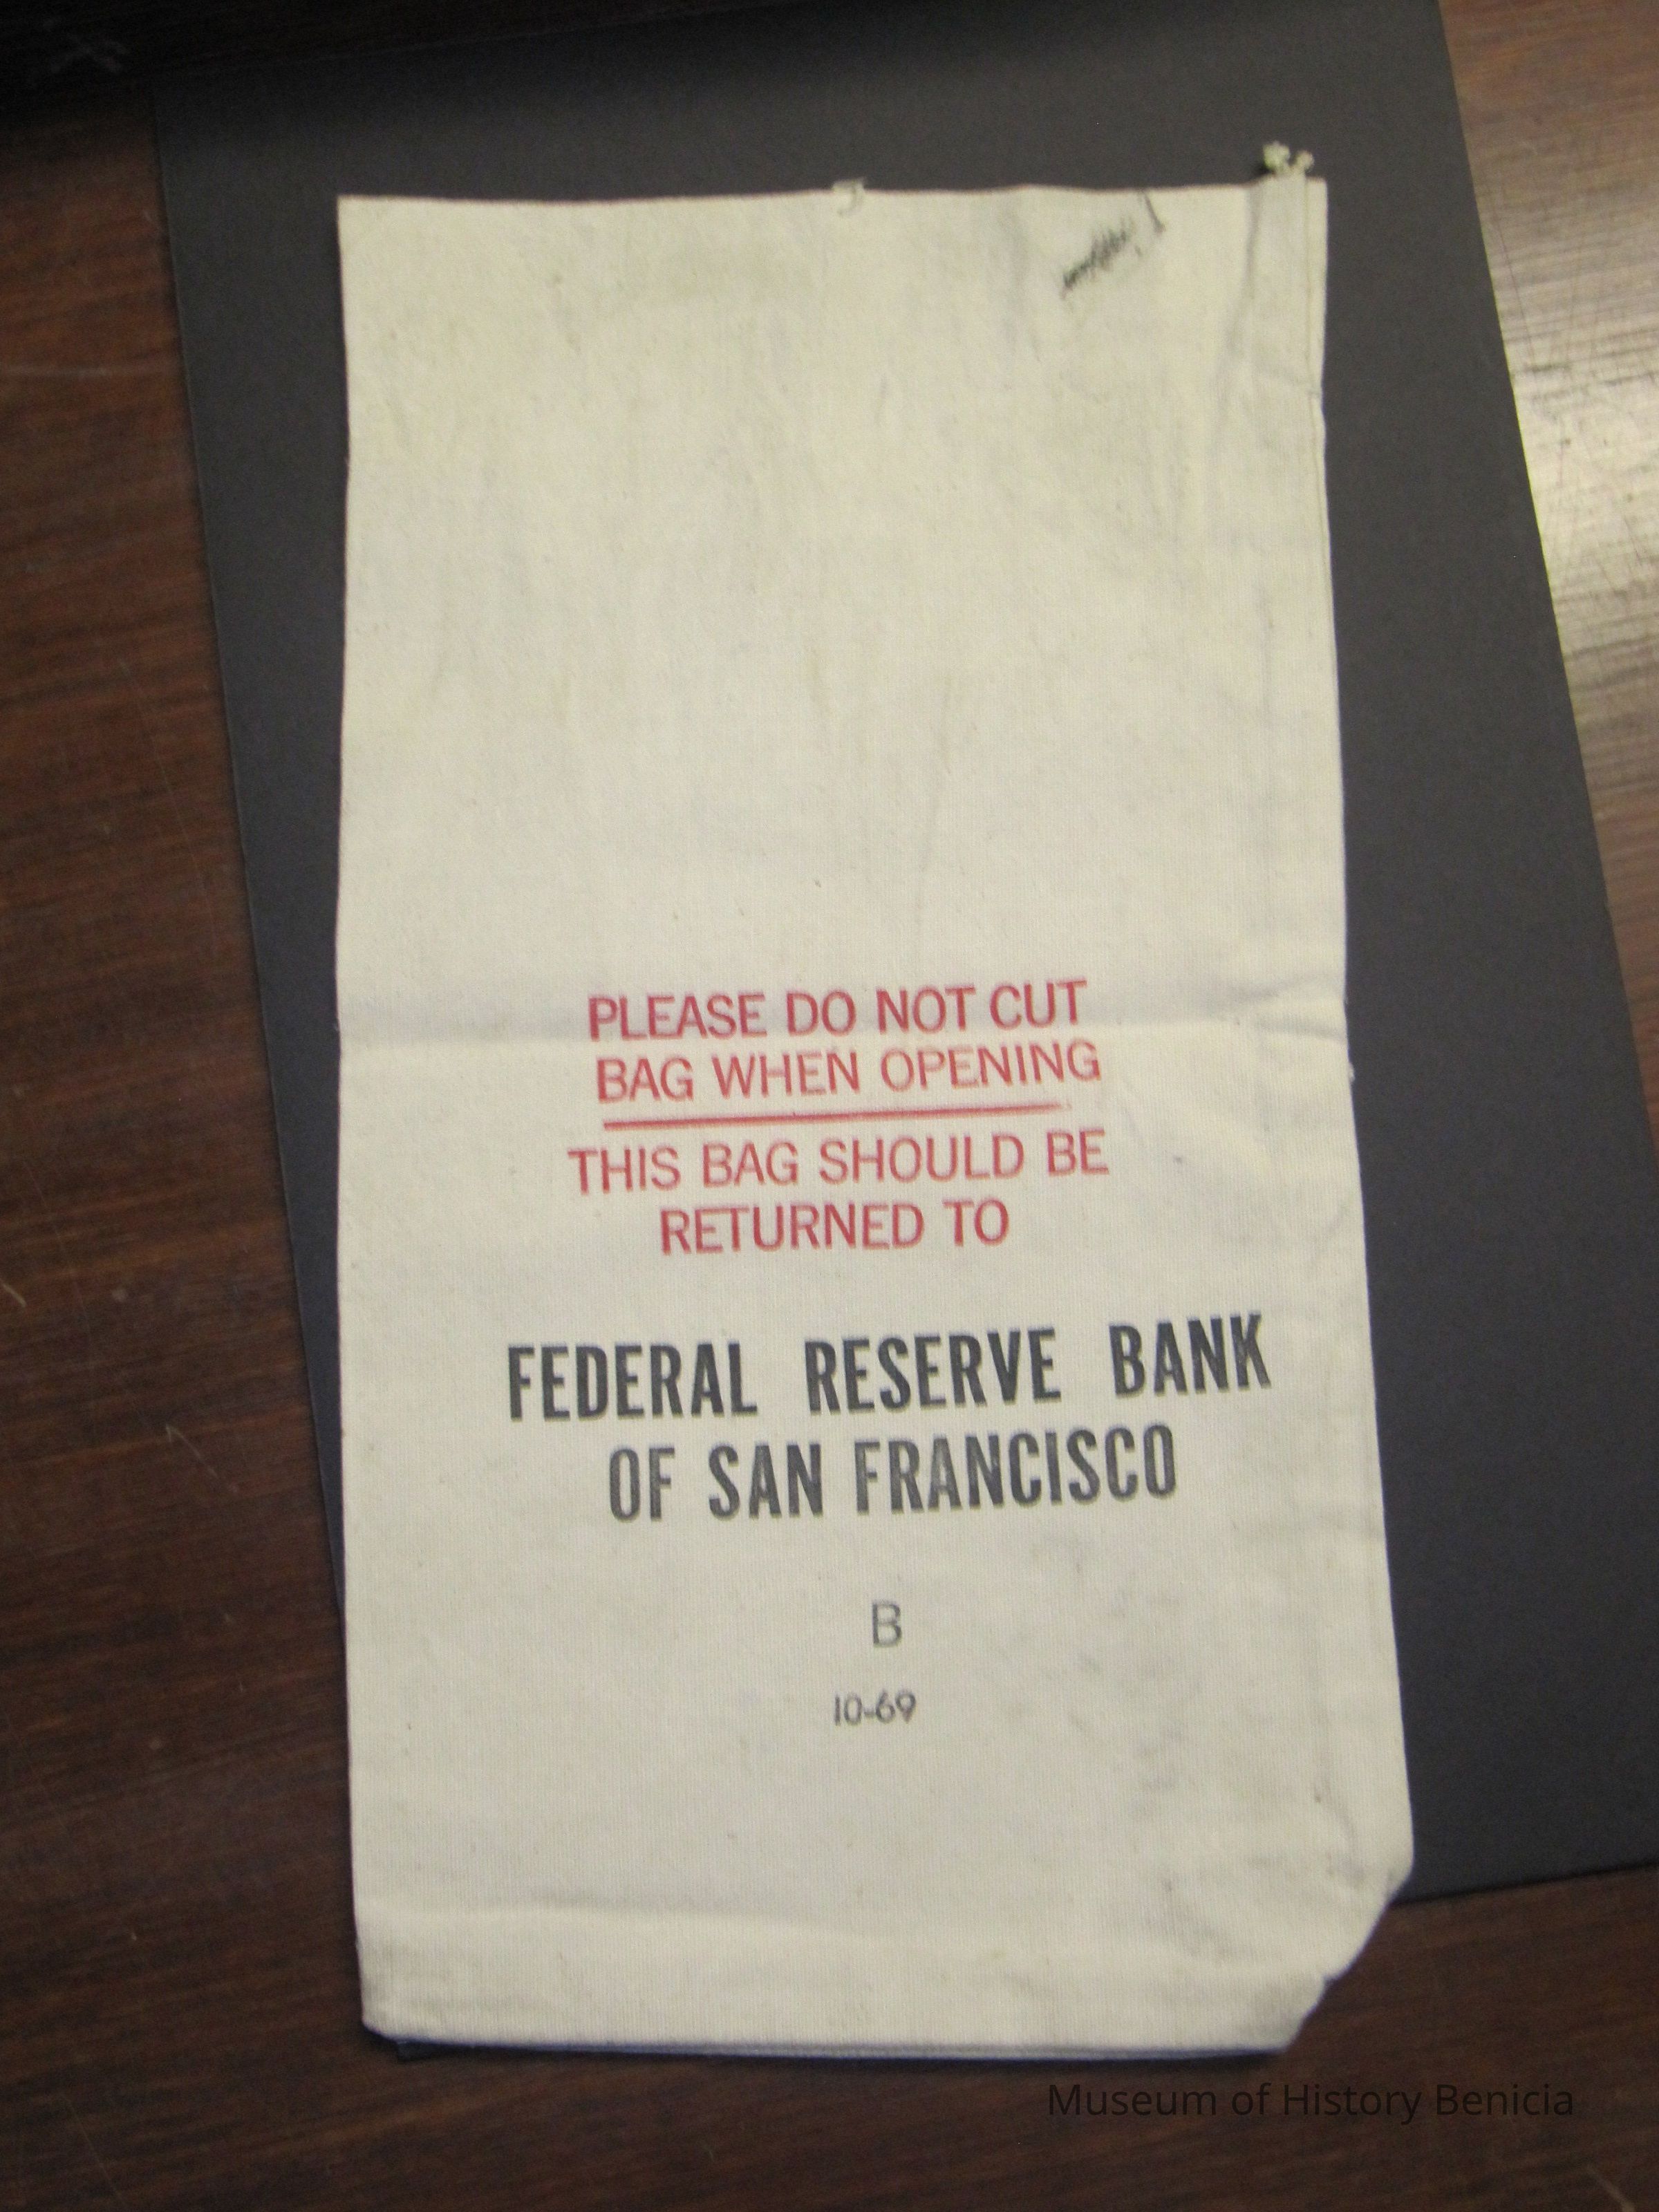 PLEASE DO NOT CUT
BAG WHEN OPENING
THIS BAG SHOULD BE
RETURNED TO
FEDERAL RESERVE BANK
OF SAN FRANCISCO
B
10-69
Museum of History Benicia